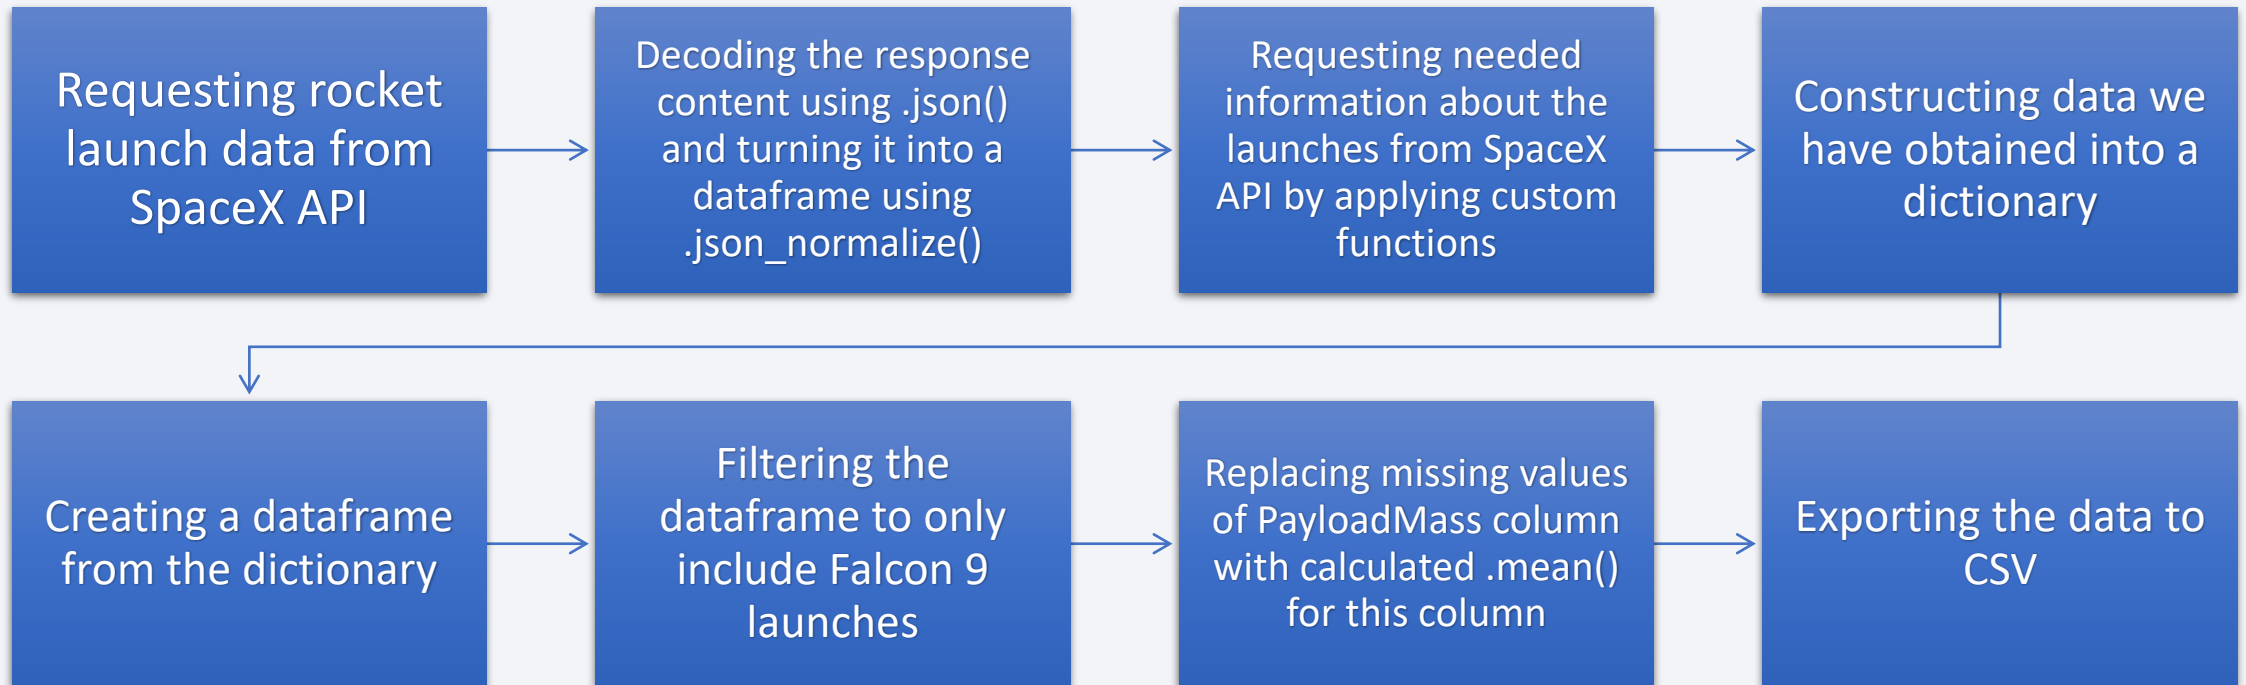 Requesting rocket
launch data from
SpaceX API
Decoding the response
content using .json()
and turning it into a
dataframe using
.json_normalize()
Requesting needed
information about the
launches from SpaceX
API by applying custom
functions
Constructing data we
have obtained into a
dictionary
Creating a dataframe
from the dictionary
Filtering the
dataframe to only
include Falcon 9
launches
Replacing missing values
of PayloadMass column
with calculated .mean()
for this column
Exporting the data to
CSV